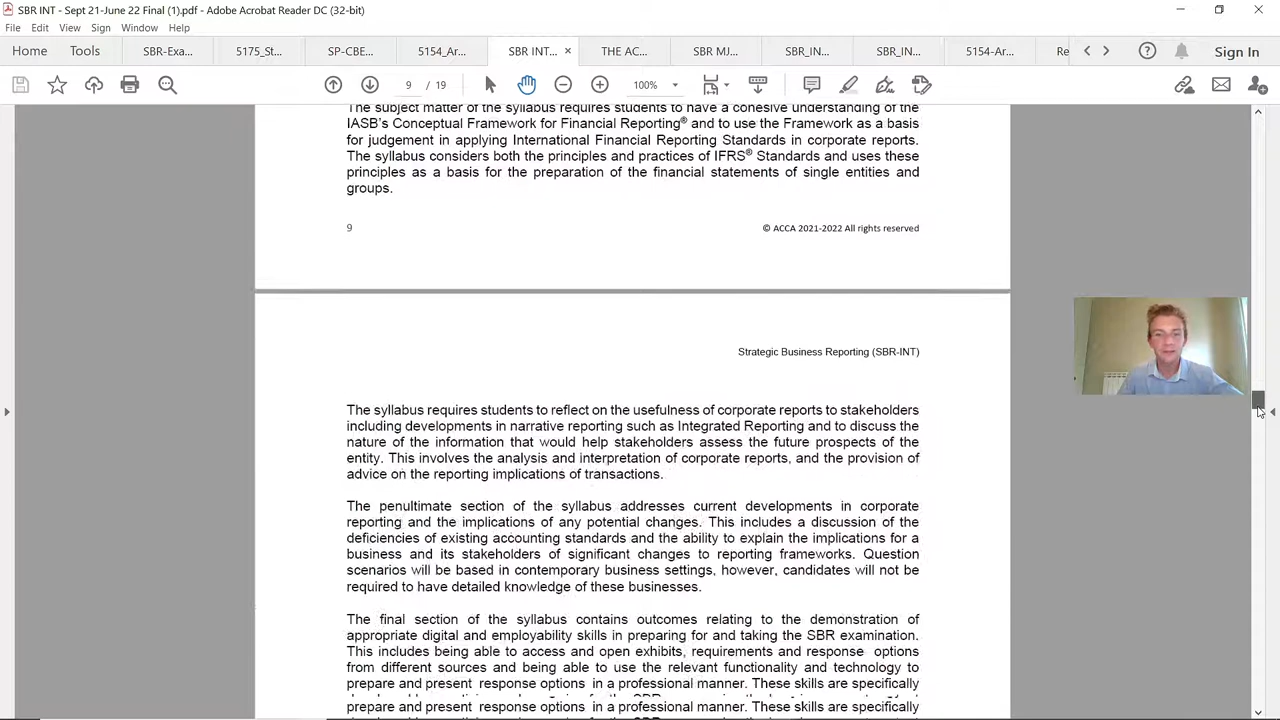 SBR INT - Sept 21-June 22 Final (1).pdf - Adobe Acrobat Reader DC (32-bit)
File Edit View Sign Window Help
Home Tools SBR-Exa... 5175_St... SP-CBE... 5154_Ar... SBR INT... × THE AC... SBR MJ... SBR_IN... SBR_IN... 5154-Ar... Re Sign In
9 / 19 100%
The subject matter of the syllabus requires students to have a cohesive understanding of the
IASB's Conceptual Framework for Financial Reporting® and to use the Framework as a basis
for judgement in applying International Financial Reporting Standards in corporate reports.
The syllabus considers both the principles and practices of IFRS® Standards and uses these
principles as a basis for the preparation of the financial statements of single entities and
groups.
9 © ACCA 2021-2022 All rights reserved
Strategic Business Reporting (SBR-INT)
The syllabus requires students to reflect on the usefulness of corporate reports to stakeholders
including developments in narrative reporting such as Integrated Reporting and to discuss the
nature of the information that would help stakeholders assess the future prospects of the
entity. This involves the analysis and interpretation of corporate reports, and the provision of
advice on the reporting implications of transactions.
The penultimate section of the syllabus addresses current developments in corporate
reporting and the implications of any potential changes. This includes a discussion of the
deficiencies of existing accounting standards and the ability to explain the implications for a
business and its stakeholders of significant changes to reporting frameworks. Question
scenarios will be based in contemporary business settings, however, candidates will not be
required to have detailed knowledge of these businesses.
The final section of the syllabus contains outcomes relating to the demonstration of
appropriate digital and employability skills in preparing for and taking the SBR examination.
This includes being able to access and open exhibits, requirements and response options
from different sources and being able to use the relevant functionality and technology to
prepare and present response options in a professional manner. These skills are specifically
prepare and present response options in a professional manner. These skills are specifically